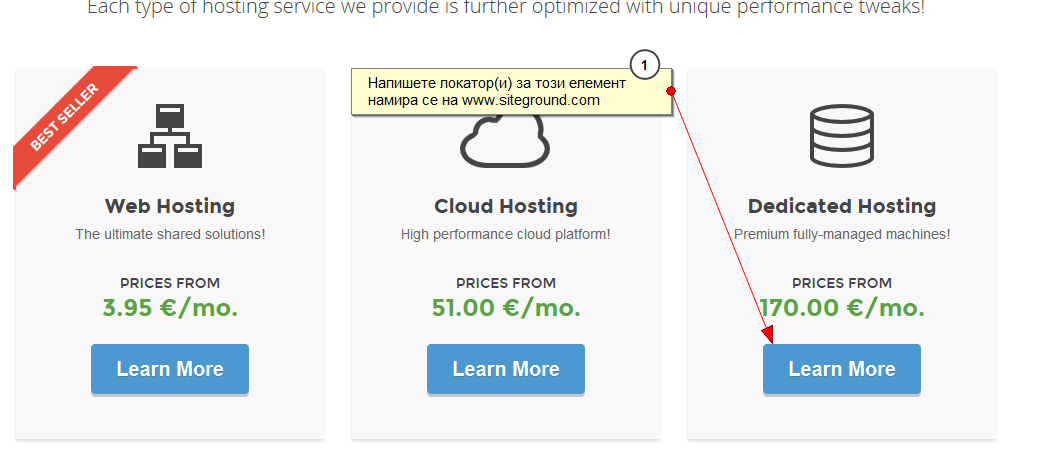 Each type of hosting service we provide is further optimized with unique performance tweaks!
BEST SELLER
Web Hosting
The ultimate shared solutions!
PRICES FROM
3.95 €/mo.
Learn More
1
Напишете локатор(и) за този елемент
намира се на www.siteground.com
Cloud Hosting
High performance cloud platform!
PRICES FROM
51.00 €/mo.
Learn More
Dedicated Hosting
Premium fully-managed machines!
PRICES FROM
170.00 €/mo.
Learn More